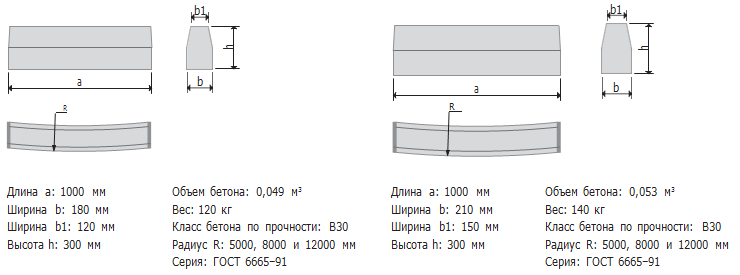 b1
h
a
b
R
Длина a: 1000 мм
Ширина b: 180 мм
Ширина b1: 120 мм
Высота h: 300 мм
Объем бетона: 0,049 м³
Вес: 120 кг
Класс бетона по прочности: В30
Радиус R: 5000, 8000 и 12000 мм
Серия: ГОСТ 6665-91
b1
h
a
b
R
Длина a: 1000 мм
Ширина b: 210 мм
Ширина b1: 150 мм
Высота h: 300 мм
Объем бетона: 0,053 м³
Вес: 140 кг
Класс бетона по прочности: В30
Радиус R: 5000, 8000 и 12000 мм
Серия: ГОСТ 6665-91